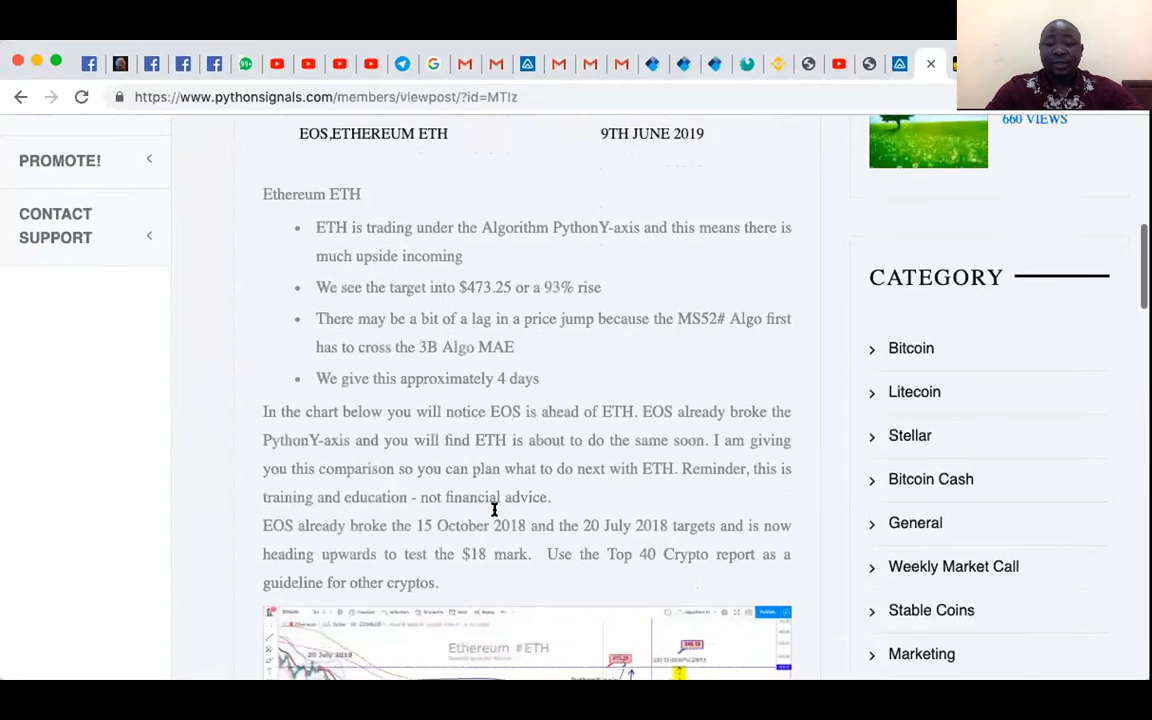 99+
https://www.pythonsignals.com/members/viewpost/?id=MTIz
PROMOTE!
CONTACT
SUPPORT
EOS,ETHEREUM ETH
9TH JUNE 2019
Ethereum ETH
ETH is trading under the Algorithm PythonY-axis and this means there is
much upside incoming
We see the target into $473.25 or a 93% rise
There may be a bit of a lag in a price jump because the MS52# Algo first
has to cross the 3B Algo MAE
We give this approximately 4 days
In the chart below you will notice EOS is ahead of ETH. EOS already broke the
PythonY-axis and you will find ETH is about to do the same soon. I am giving
you this comparison so you can plan what to do next with ETH. Reminder, this is
training and education - not financial advice.
EOS already broke the 15 October 2018 and the 20 July 2018 targets and is now
heading upwards to test the $18 mark. Use the Top 40 Crypto report as a
guideline for other cryptos.
Ethereum #ETH
20 July 2018
660 VIEWS
CATEGORY
Bitcoin
Litecoin
Stellar
Bitcoin Cash
General
Weekly Market Call
Stable Coins
Marketing